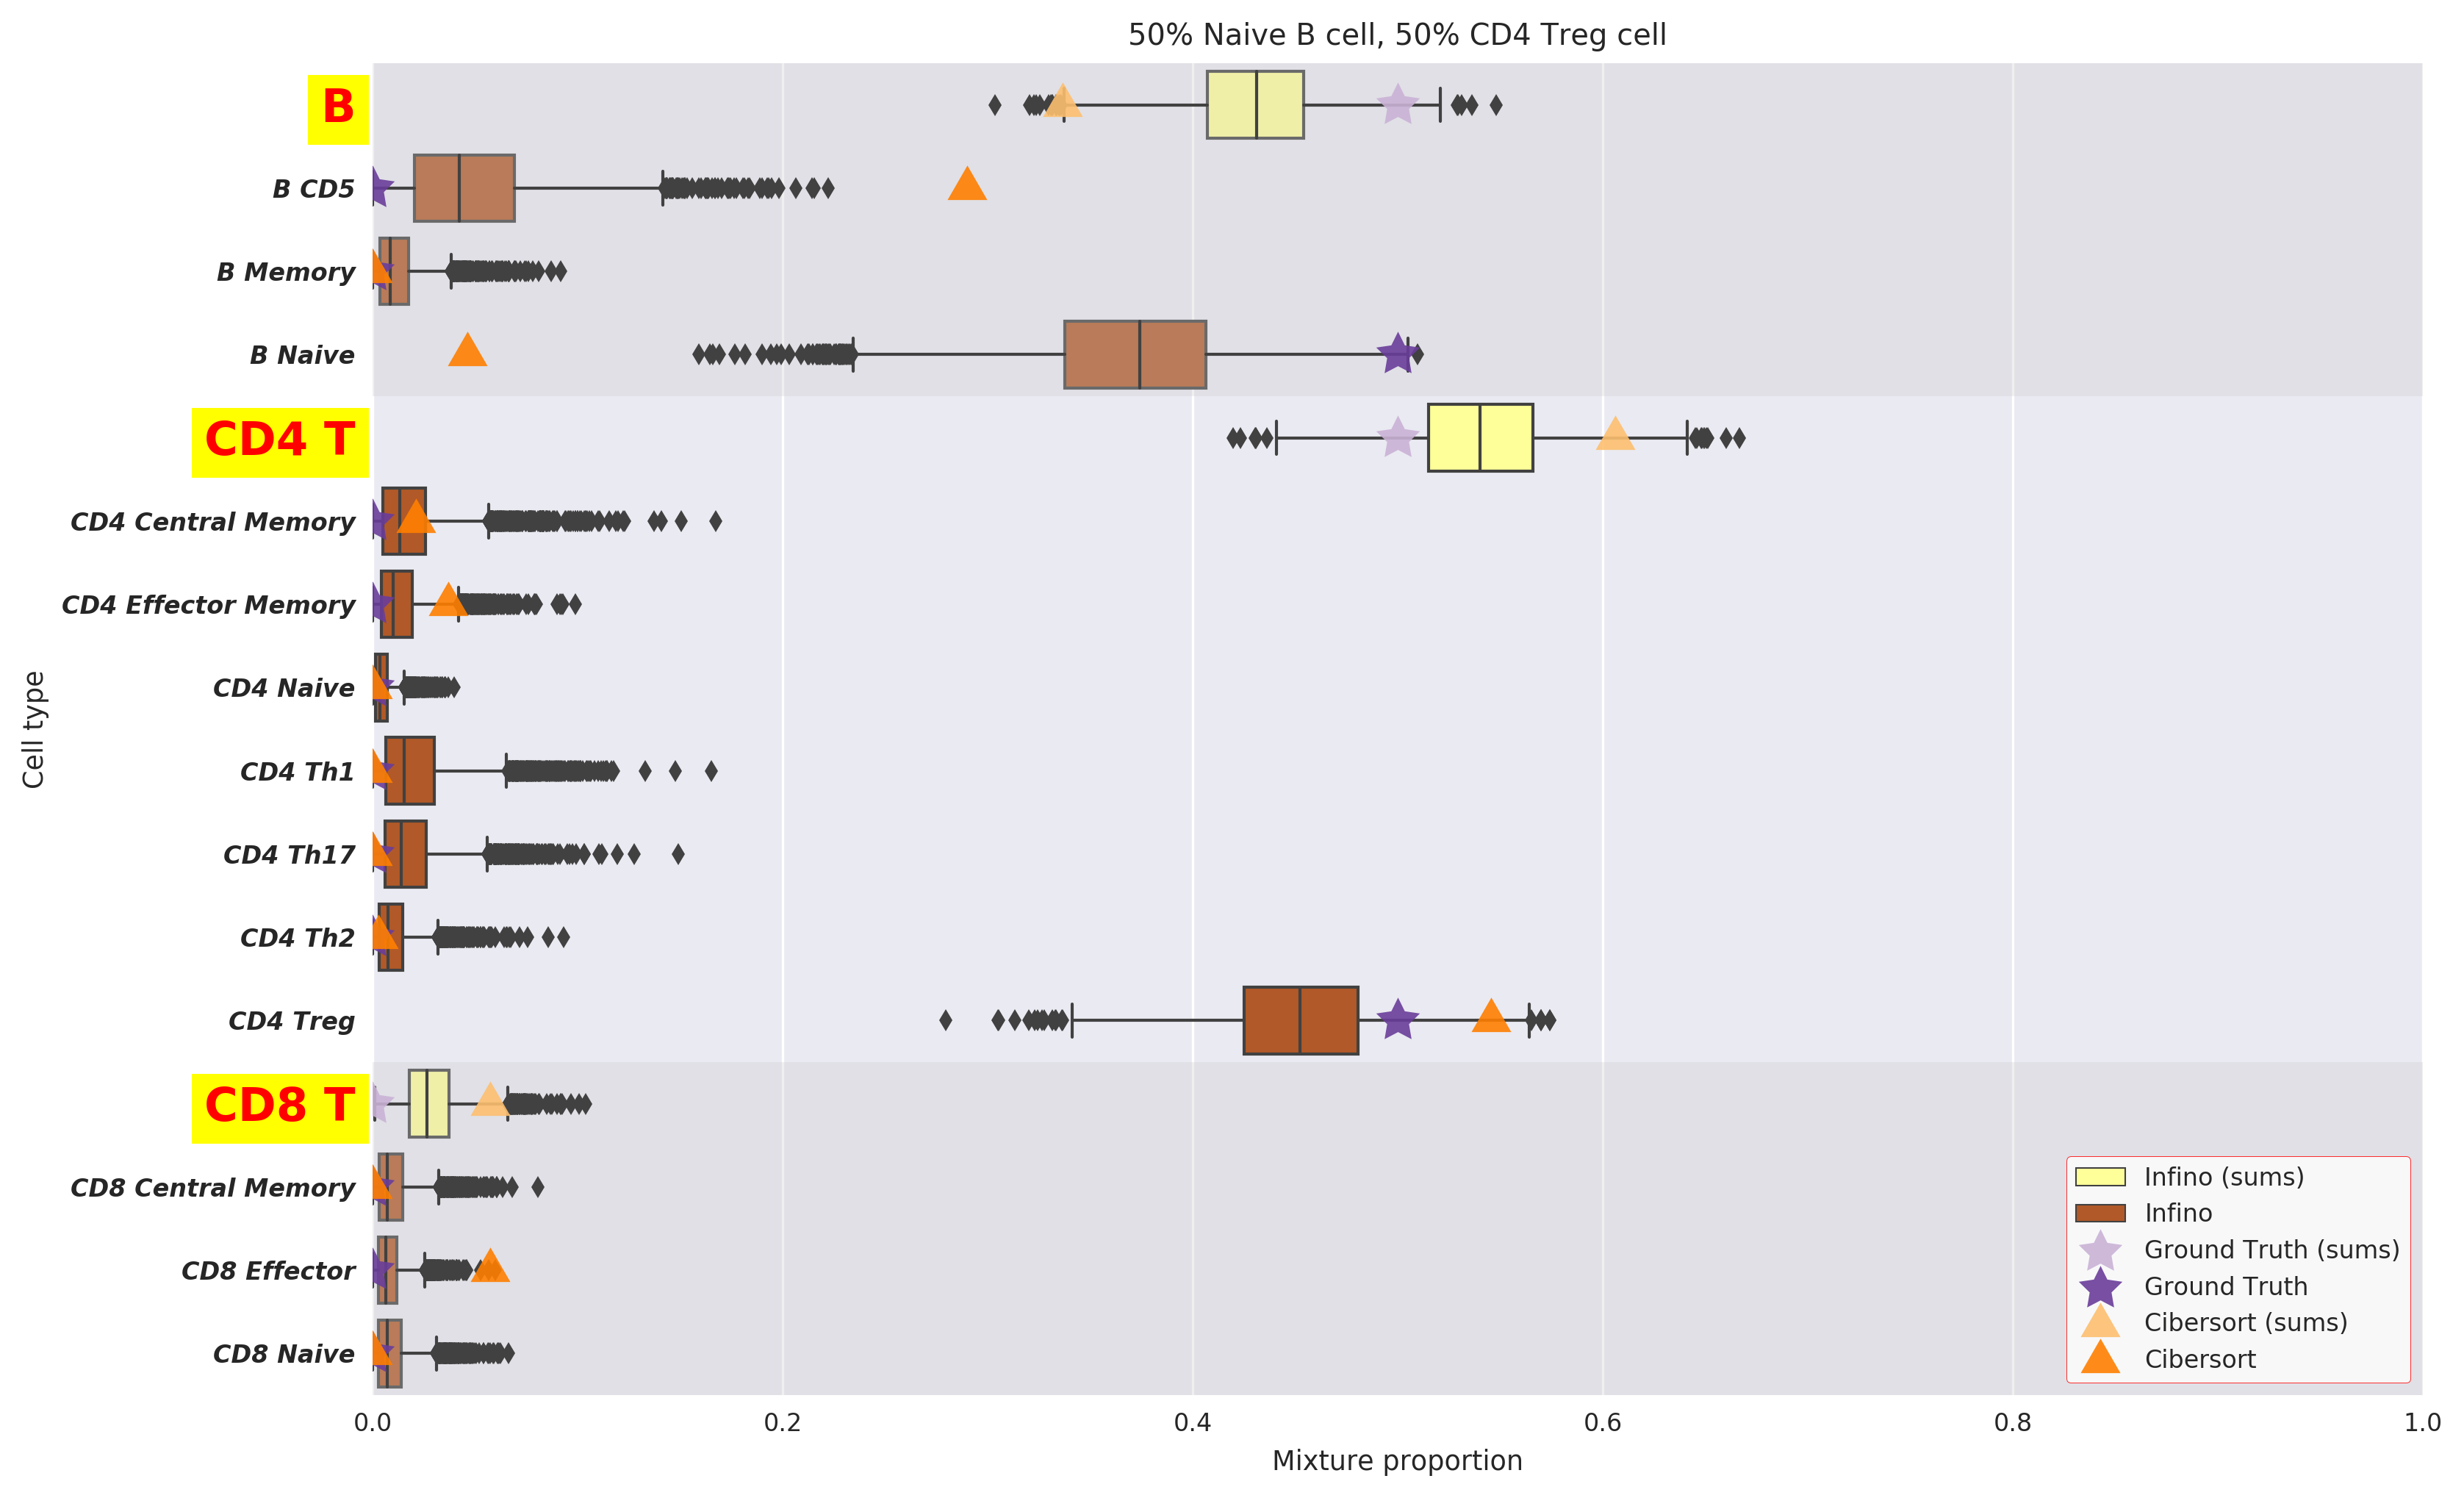 50% Naive B cell, 50% CD4 Treg cell
B
B CD5
B Memory
B Naive
CD4 T
CD4 Central Memory
CD4 Effector Memory
CD4 Naive
CD4 Th1
CD4 Th17
CD4 Th2
CD4 Treg
CD8 T
CD8 Central Memory
CD8 Effector
CD8 Naive
Cell type
Infino (sums)
Infino
Ground Truth (sums)
Ground Truth
Cibersort (sums)
Cibersort
0.0 0.2 0.4 0.6 0.8 1.0
Mixture proportion